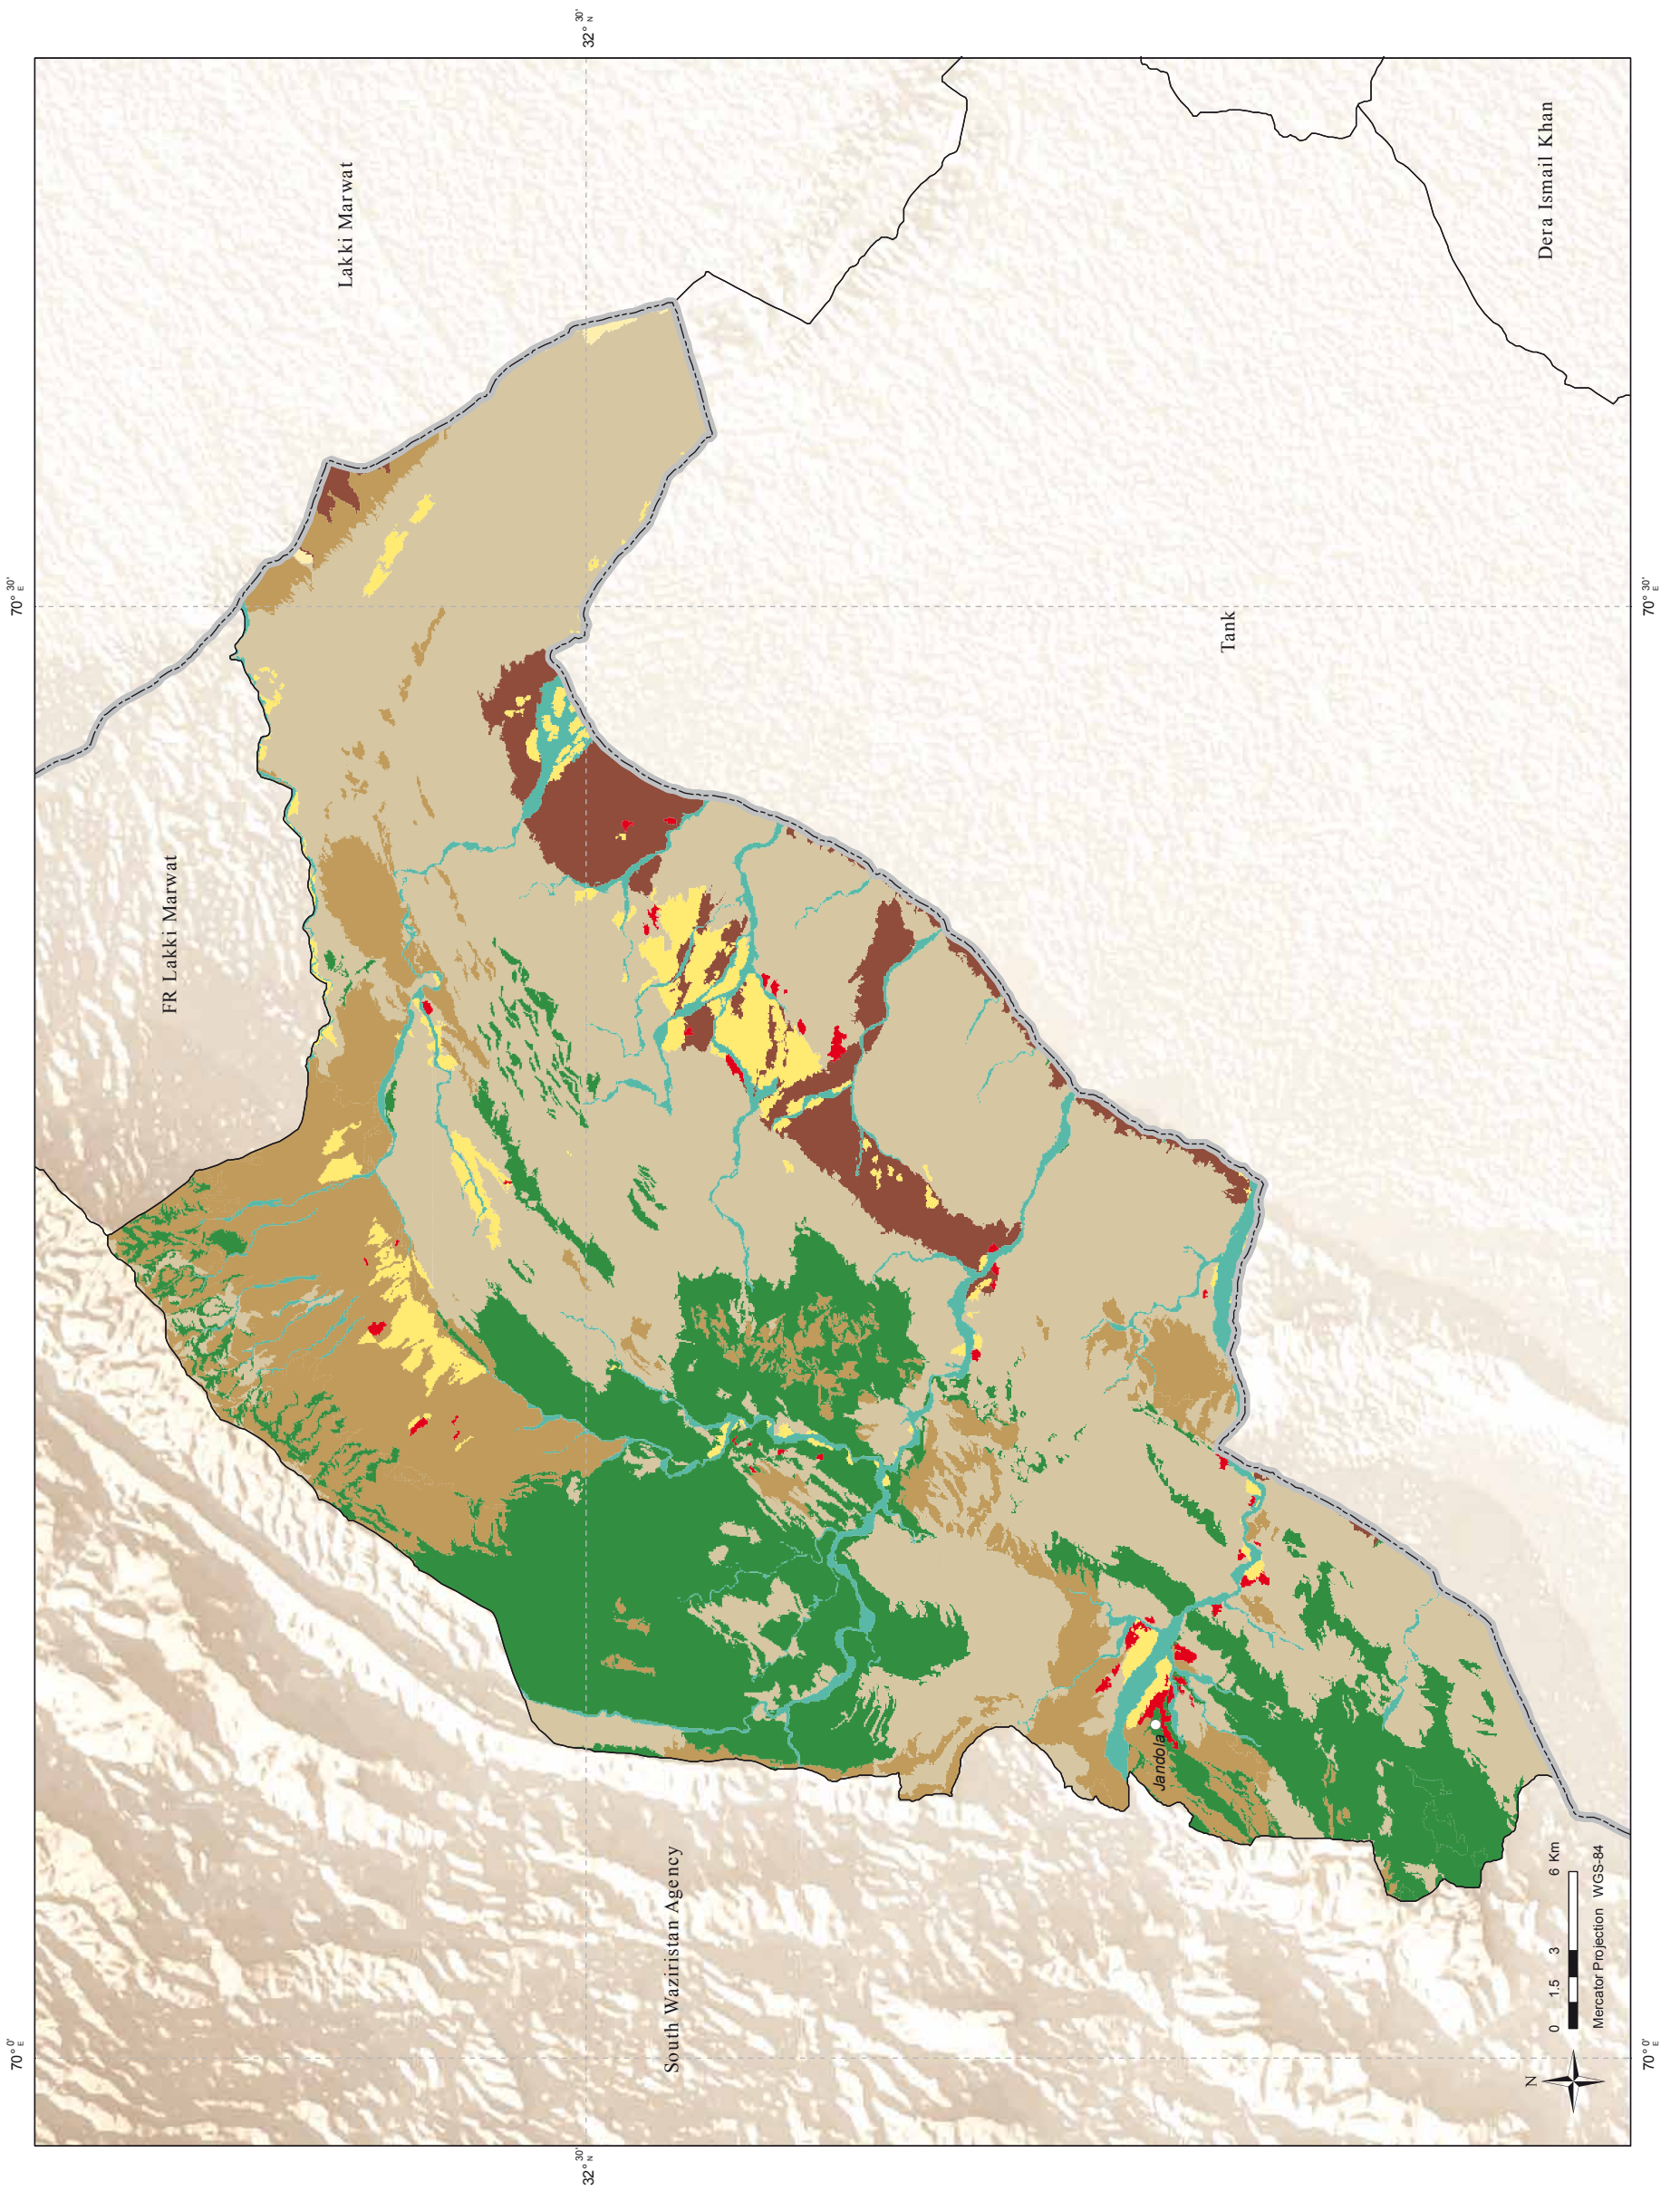 70° 0' E
70° 30' E
FR Lakki Marwat
Lakki Marwat
32° 30' N
32° 30' N
South Waziristan Agency
Jandola
Tank
Dera Ismail Khan
N
0 1.5 3 6 Km
Mercator Projection WGS-84
70° 0' E
70° 30' E